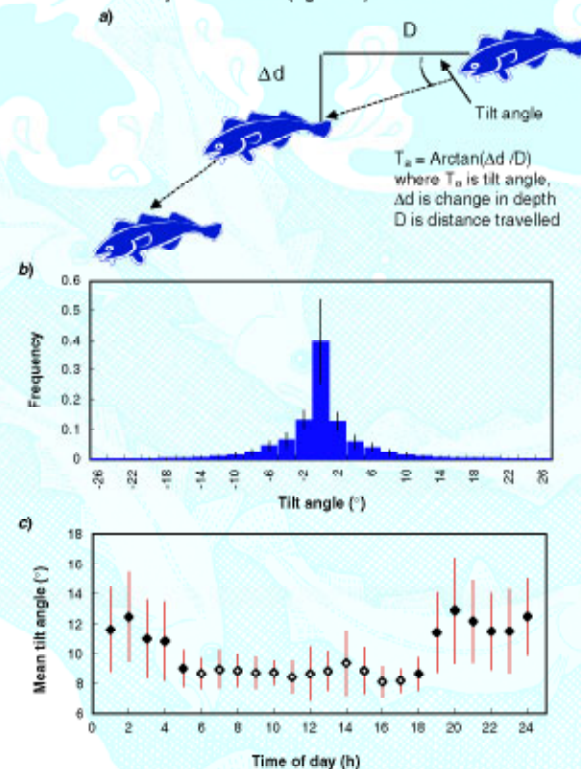 a)
D
Δd
Tilt angle
Tₐ = Arctan(Δd /D)
where Tₐ is tilt angle,
Δd is change in depth
D is distance travelled
b)
0.6
0.5
0.4
0.3
0.2
0.1
0
Frequency
-26 -22 -18 -14 -10 -6 -2 2 6 10 14 18 22 26
Tilt angle (°)
c)
18
16
14
12
10
8
6
Mean tilt angle (°)
0 2 4 6 8 10 12 14 16 18 20 22 24
Time of day (h)